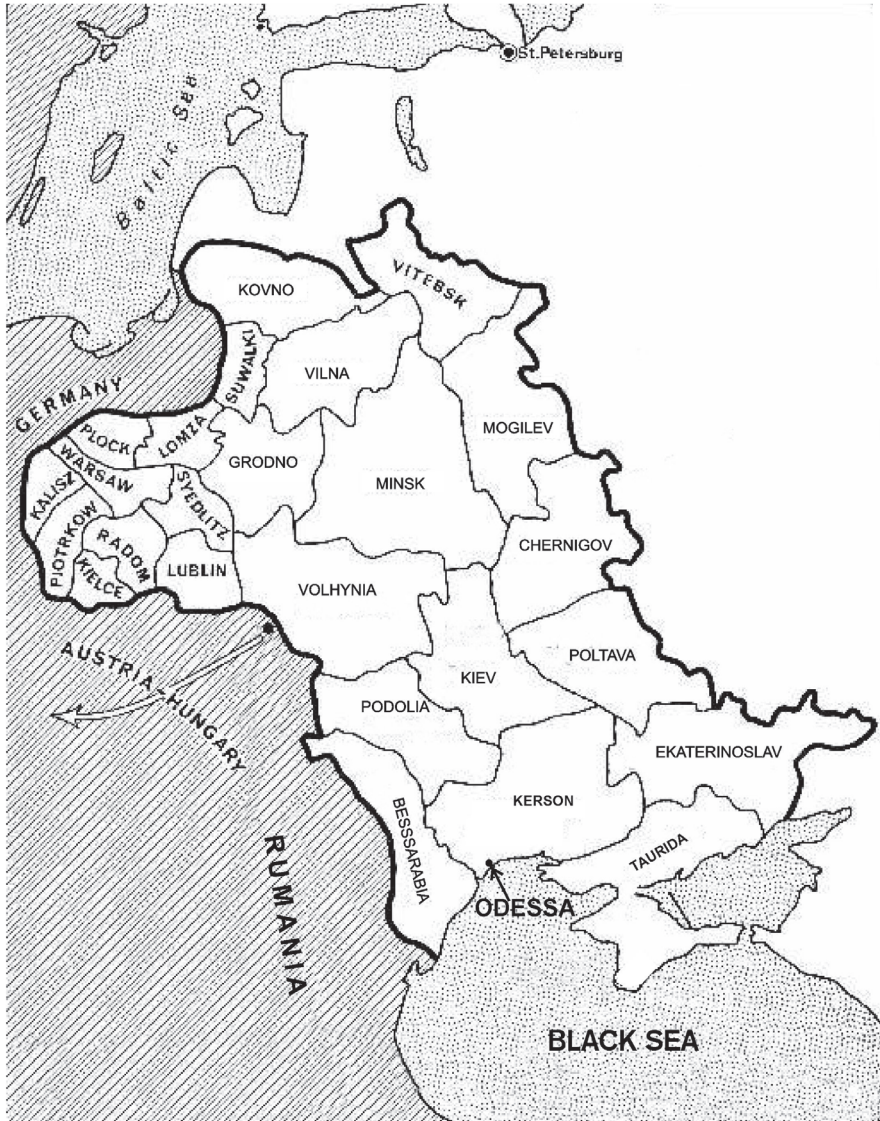 St.Petersburg
Baltic Sea
VITEBSK
KOVNO
SUWALKI
VILNA
GERMANY
PLOCK
LOMZA
MOGILEV
GRODNO
WARSAW
KALISZ
SYEDLITZ
MINSK
PIOTRKOW
RADOM
KIELCE
LUBLIN
CHERNIGOV
VOLHYNIA
AUSTRIA-HUNGARY
POLTAVA
KIEV
PODOLIA
EKATERINOSLAV
BESSSARABIA
KERSON
TAURIDA
RUMANIA
ODESSA
BLACK SEA